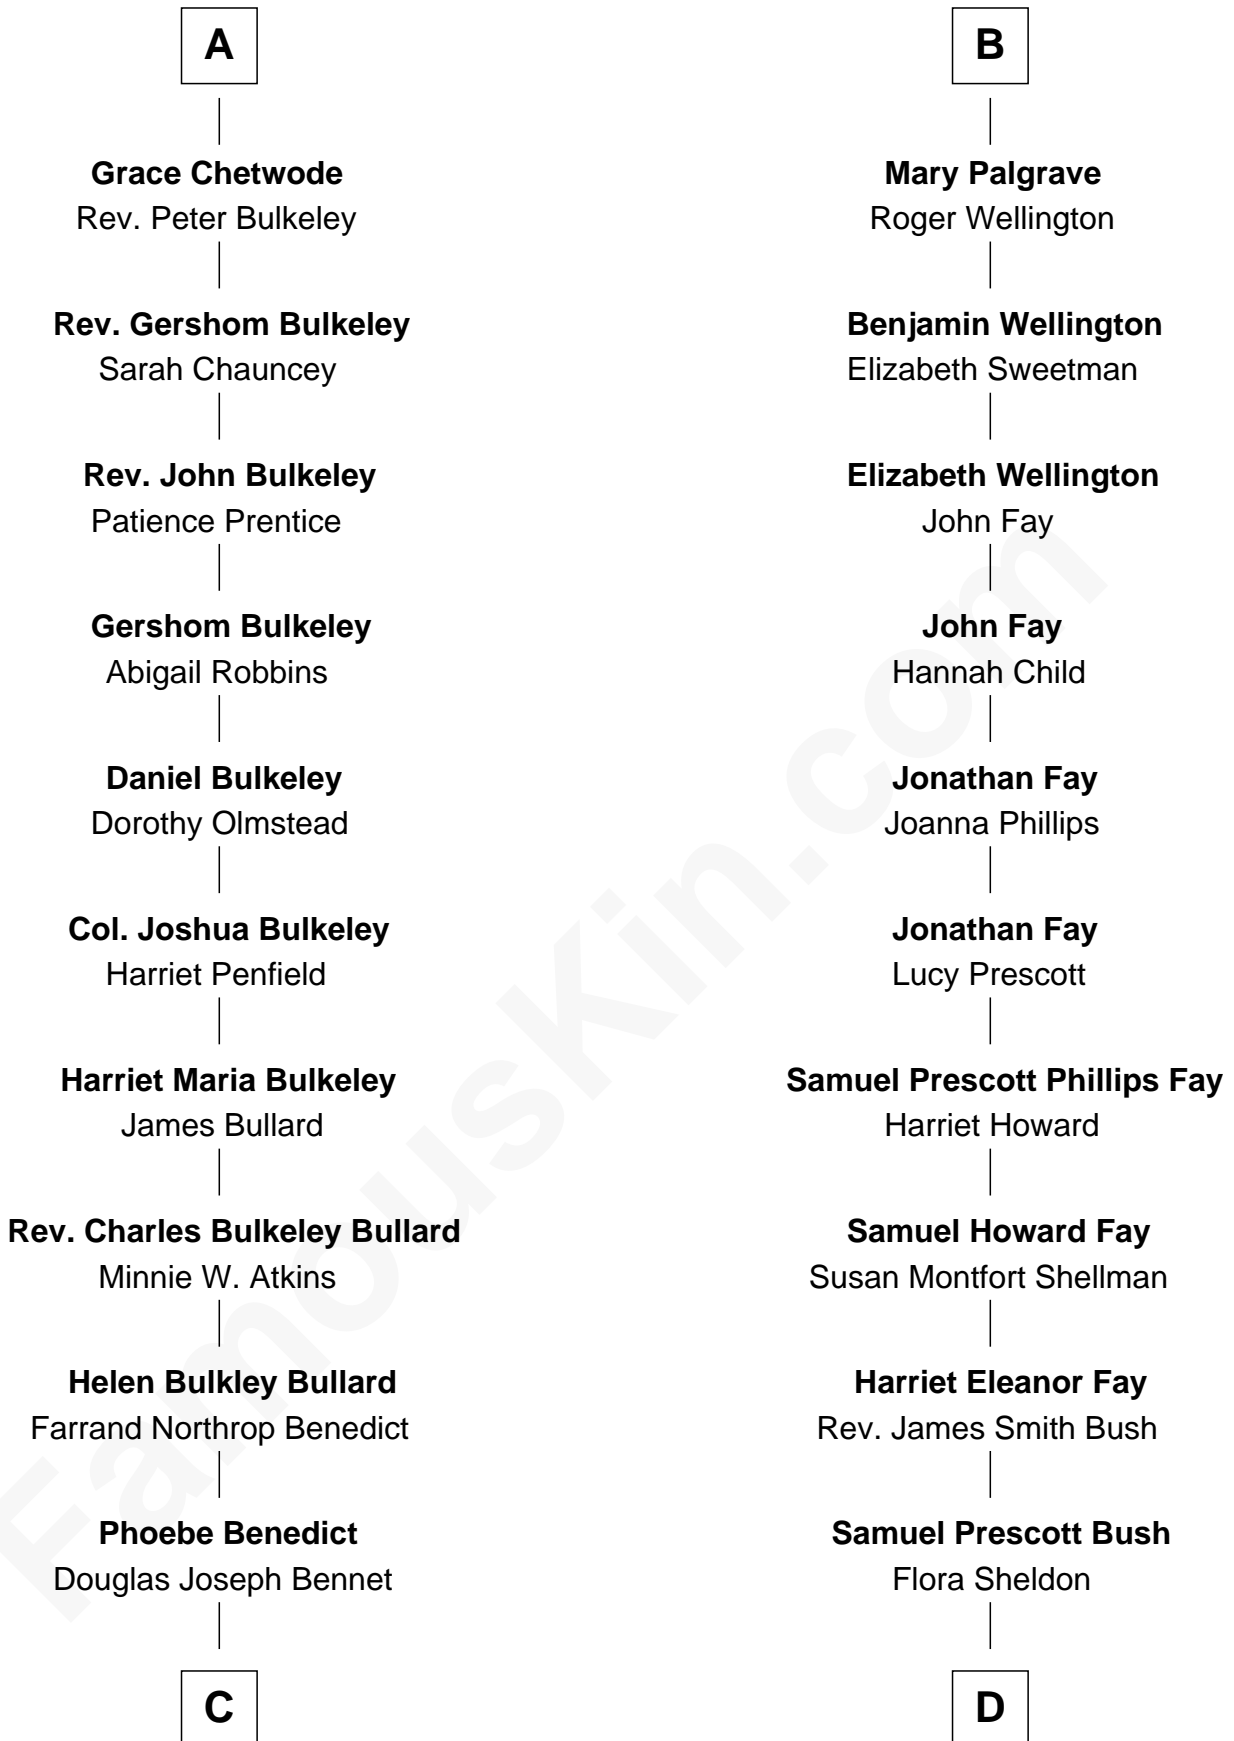 A
Grace Chetwode
Rev. Peter Bulkeley
Rev. Gershom Bulkeley
Sarah Chauncey
Rev. John Bulkeley
Patience Prentice
Gershom Bulkeley
Abigail Robbins
Daniel Bulkeley
Dorothy Olmstead
Col. Joshua Bulkeley
Harriet Penfield
Harriet Maria Bulkeley
James Bullard
Rev. Charles Bulkeley Bullard
Minnie W. Atkins
Helen Bulkley Bullard
Farrand Northrop Benedict
Phoebe Benedict
Douglas Joseph Bennet
C
B
Mary Palgrave
Roger Wellington
Benjamin Wellington
Elizabeth Sweetman
Elizabeth Wellington
John Fay
John Fay
Hannah Child
Jonathan Fay
Joanna Phillips
Jonathan Fay
Lucy Prescott
Samuel Prescott Phillips Fay
Harriet Howard
Samuel Howard Fay
Susan Montfort Shellman
Harriet Eleanor Fay
Rev. James Smith Bush
Samuel Prescott Bush
Flora Sheldon
D
FamousKin.com